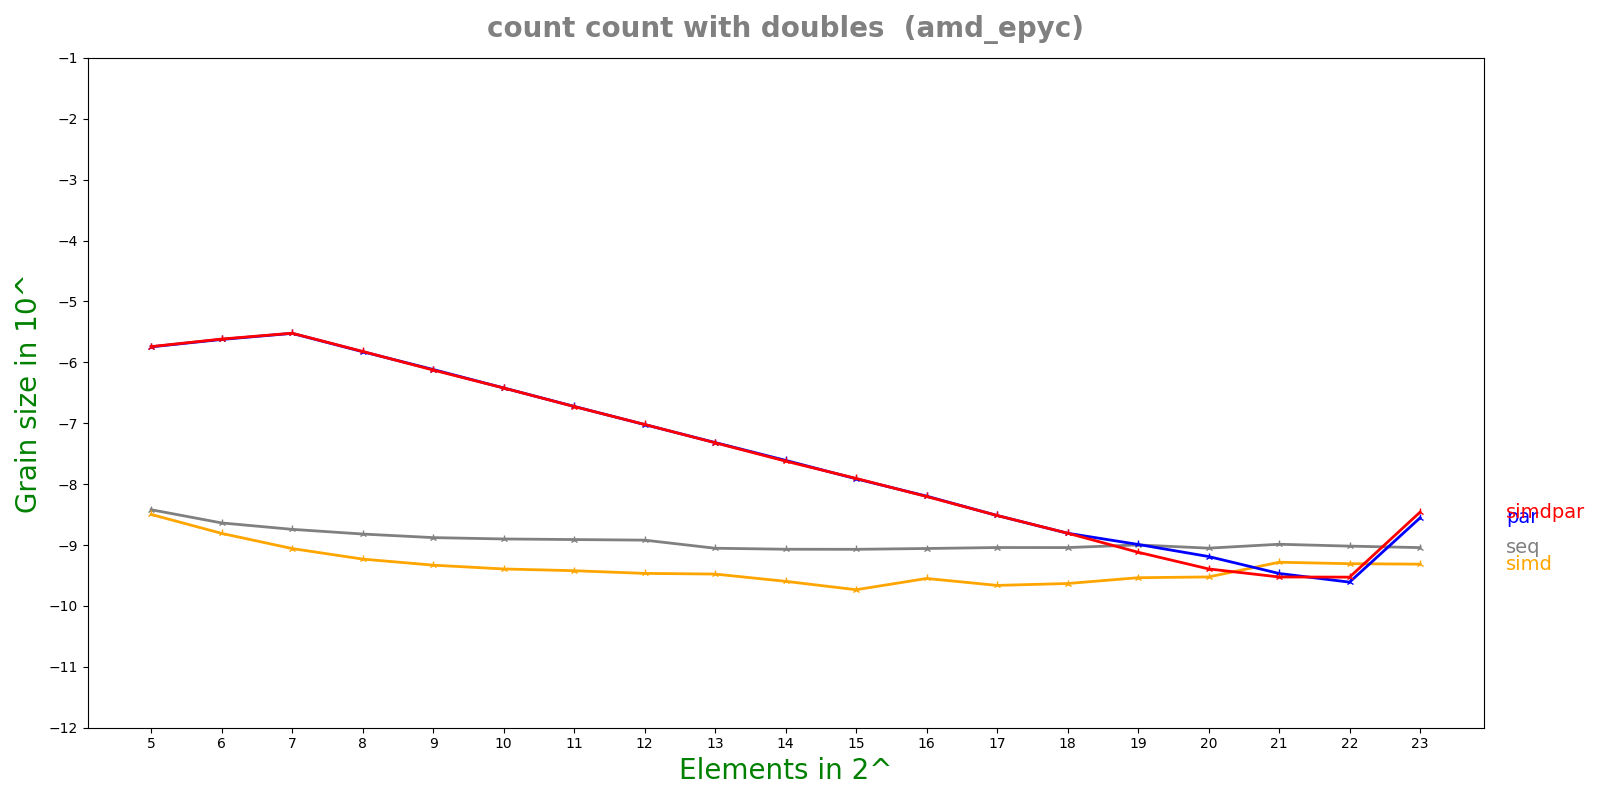 count count with doubles (amd_epyc)
Grain size in 10^
−1
−2
−3
−4
−5
−6
−7
−8
−9
−10
−11
−12
simdpar
par
seq
simd
5 6 7 8 9 10 11 12 13 14 15 16 17 18 19 20 21 22 23
Elements in 2^